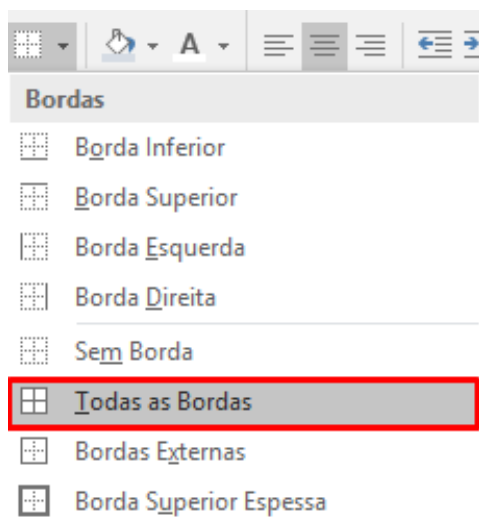 A
Bordas
Borda Inferior
Borda Superior
Borda Esquerda
Borda Direita
Sem Borda
Todas as Bordas
Bordas Externas
Borda Superior Espessa